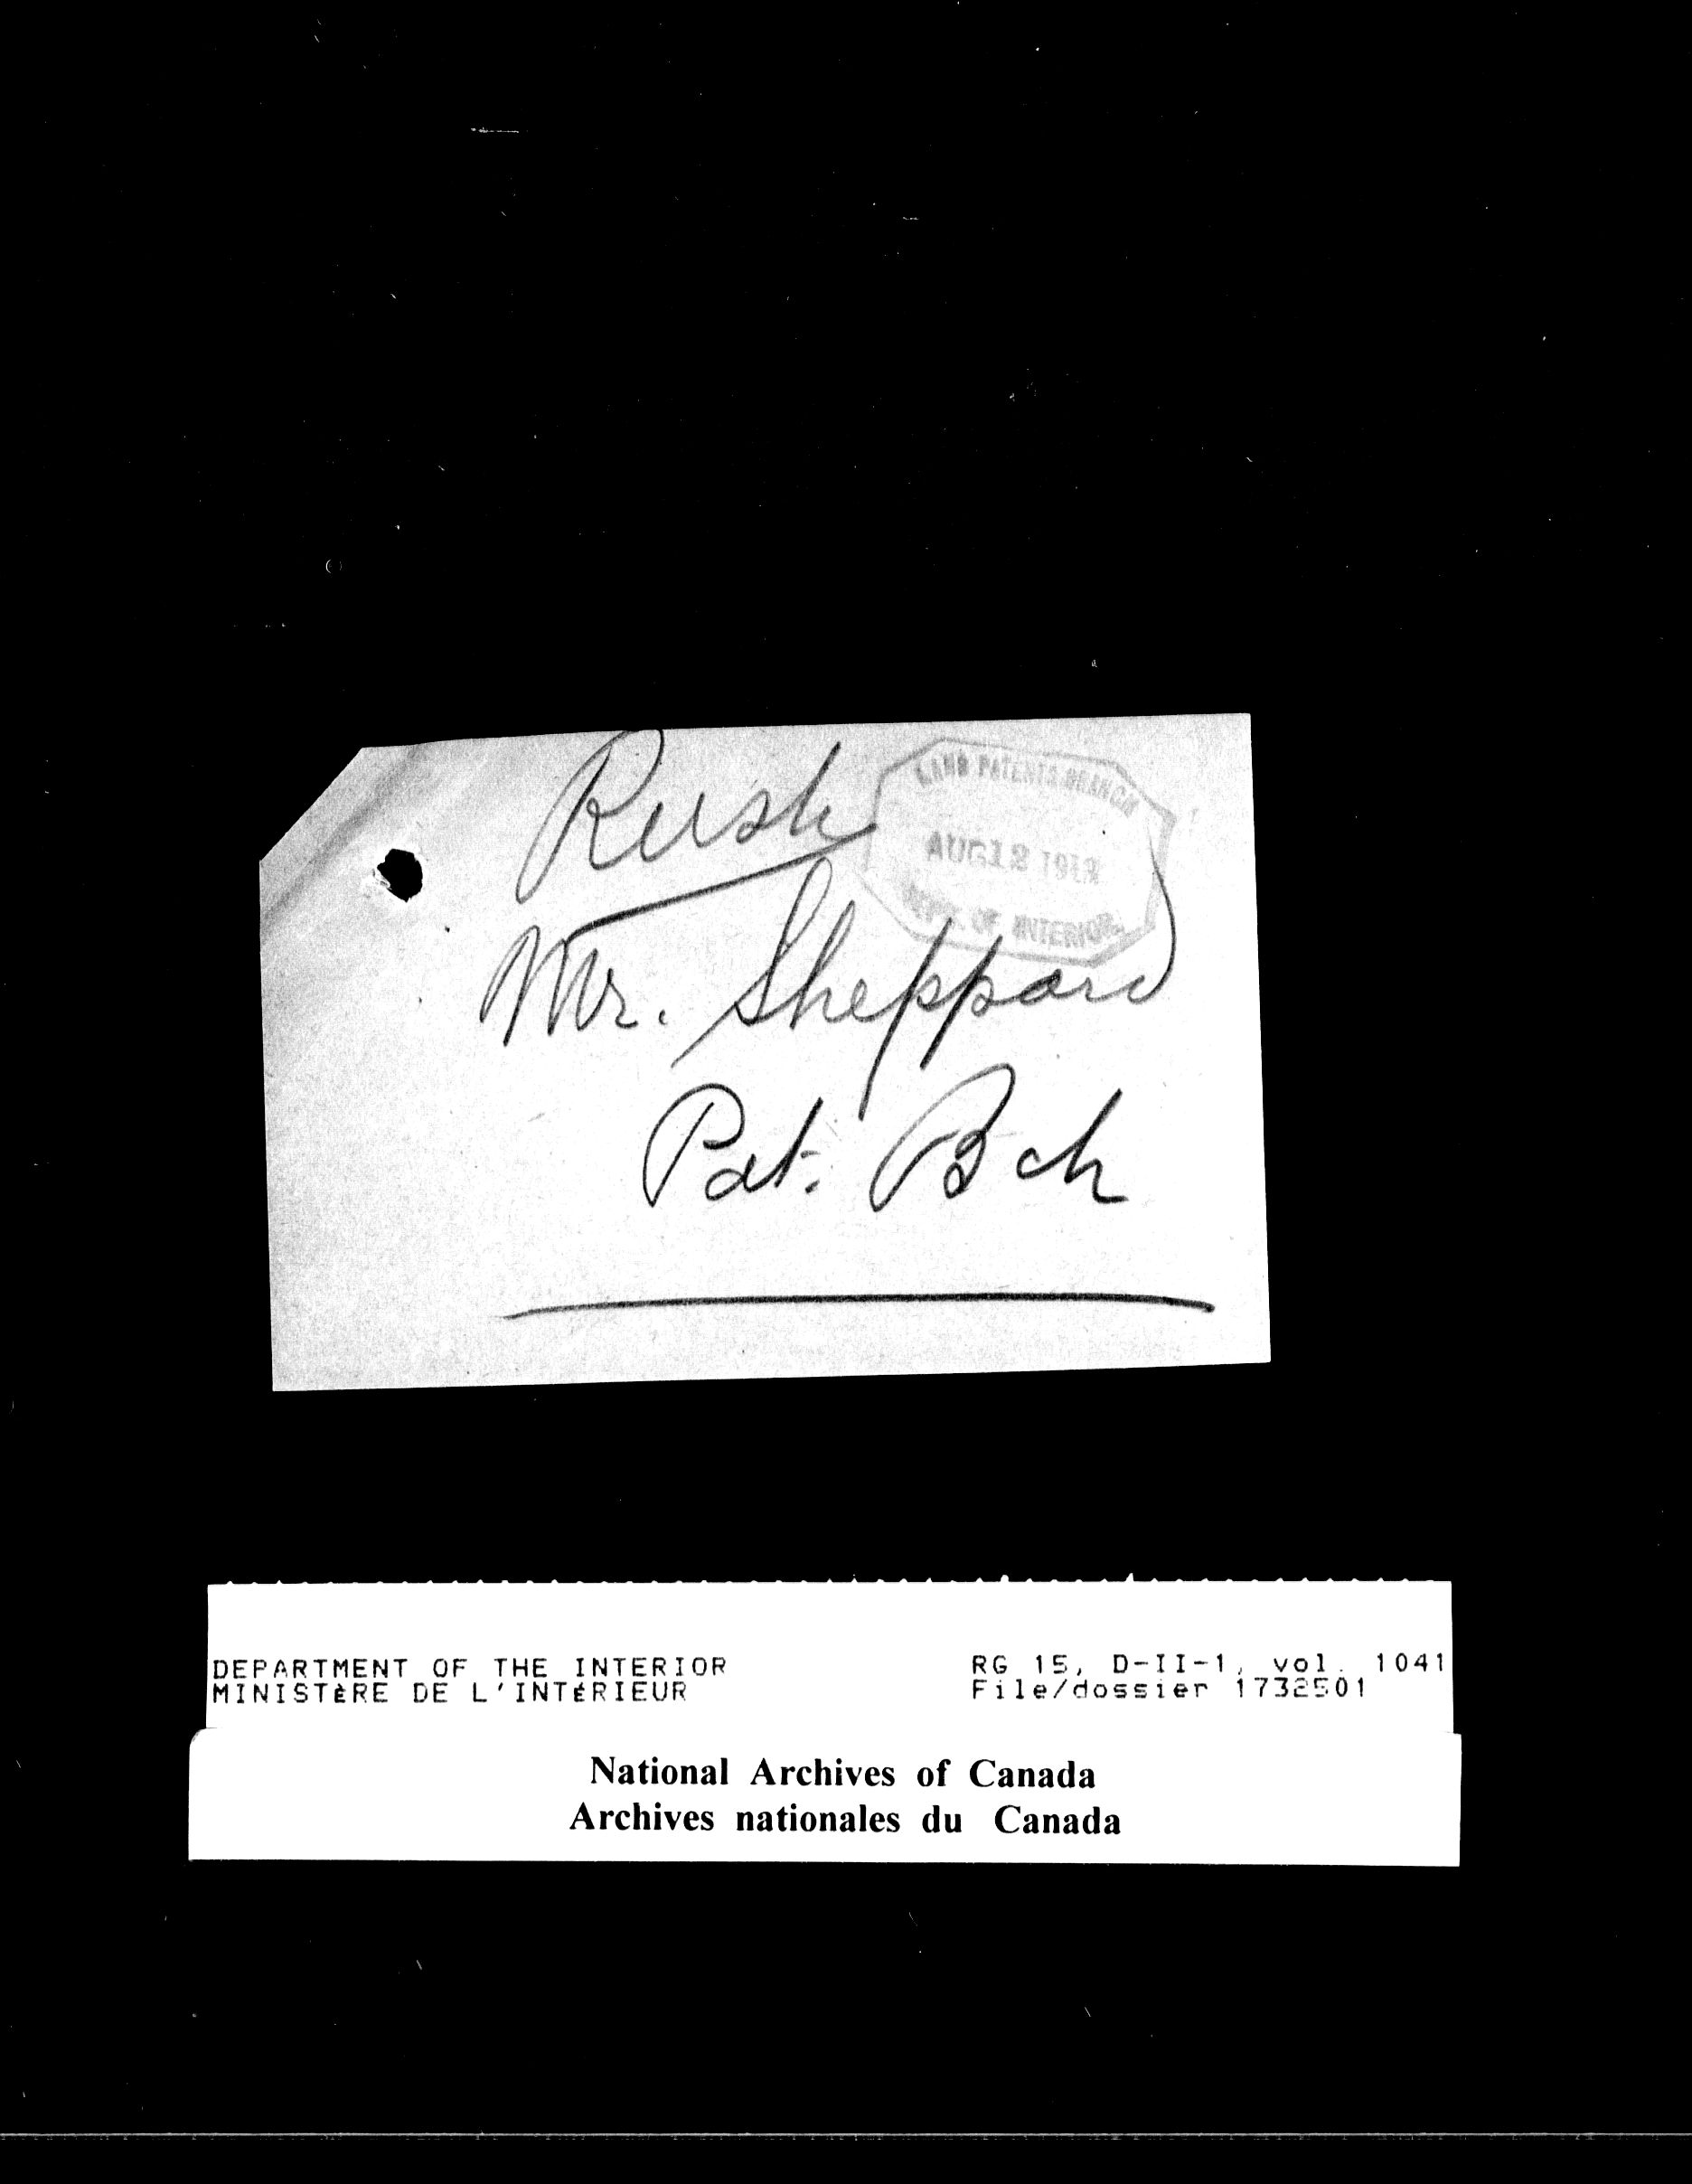 Rush
LAND PATENTS BRANCH
AUG 12 1912
DEPT. OF INTERIOR
Mr. Sheppard
Pat. Bch
DEPARTMENT OF THE INTERIOR
MINISTÈRE DE L'INTÉRIEUR
RG 15, D-II-1, vol. 1041
File/dossier 1732501
National Archives of Canada
Archives nationales du Canada